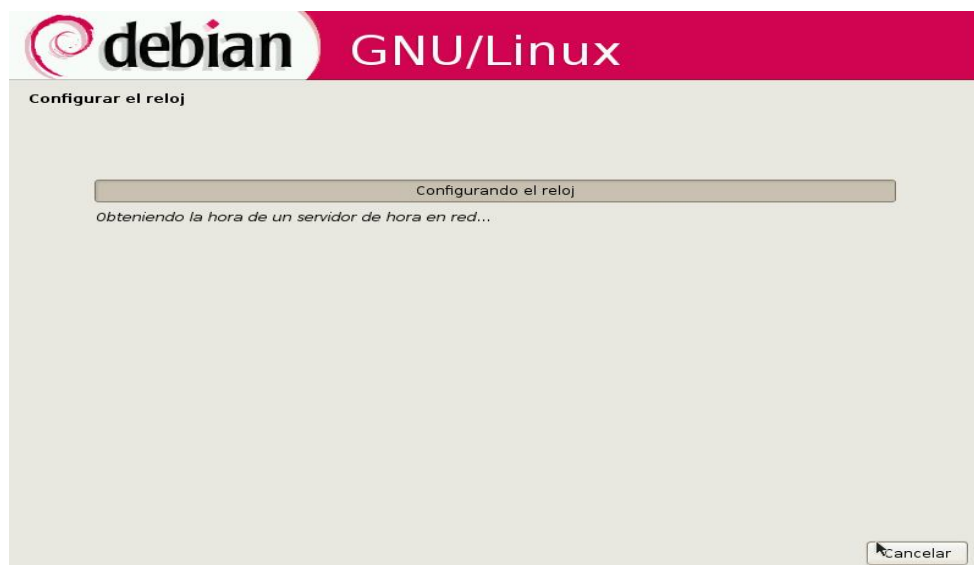 debian GNU/Linux
Configurar el reloj
Configurando el reloj
Obteniendo la hora de un servidor de hora en red...
Cancelar